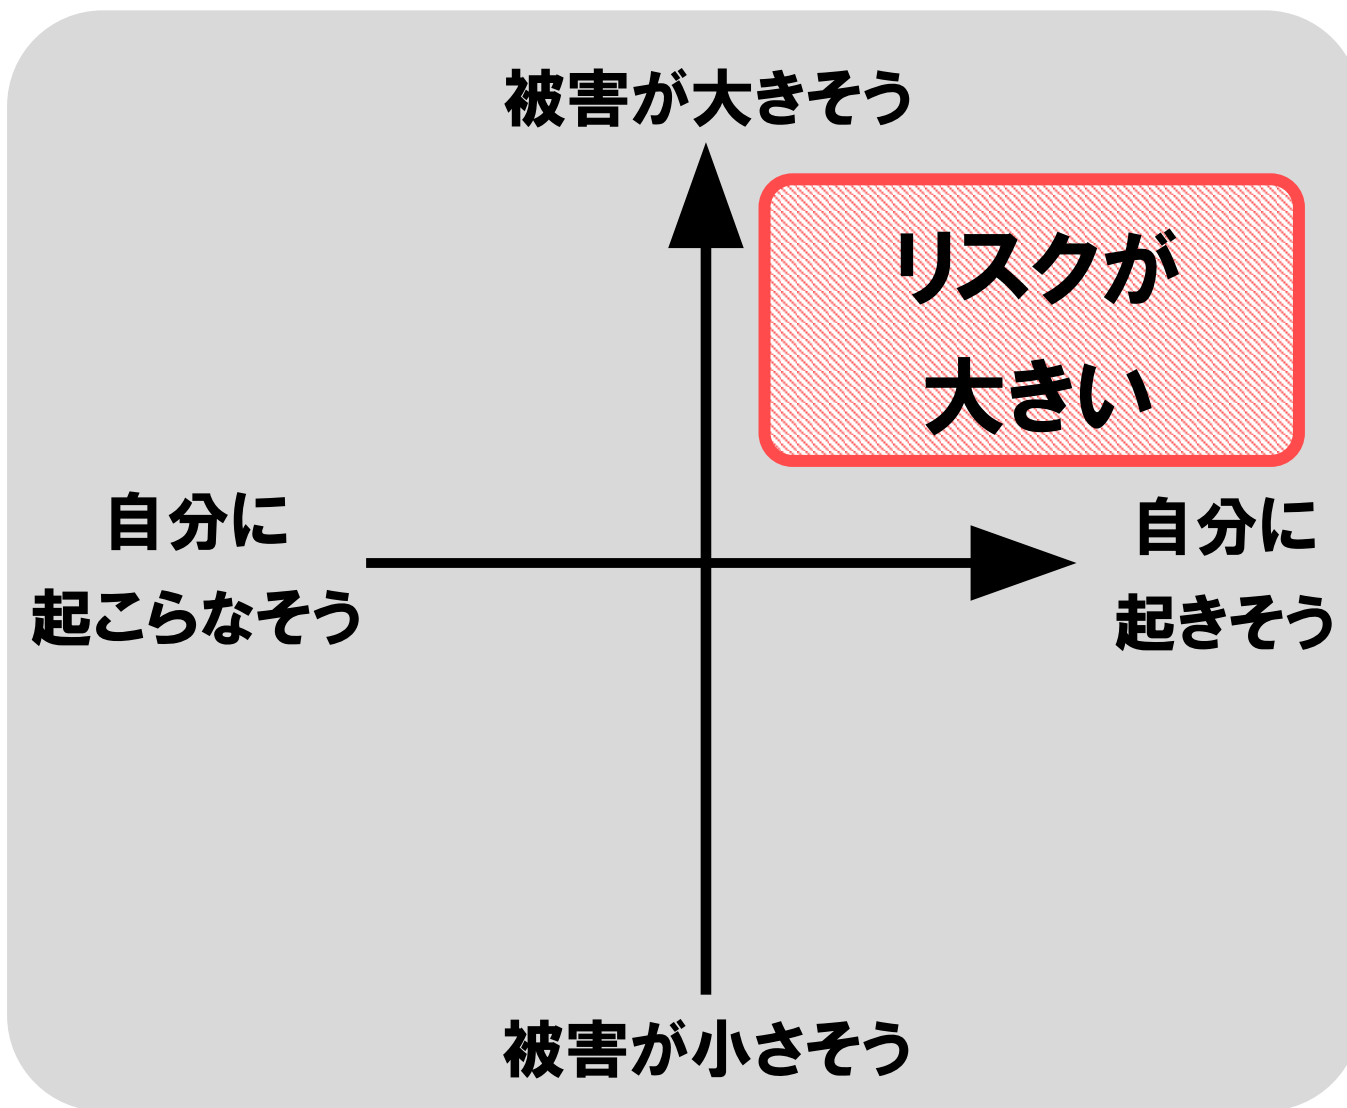 被害が大きそう
リスクが
大きい
自分に
起こらなそう
自分に
起きそう
被害が小さそう